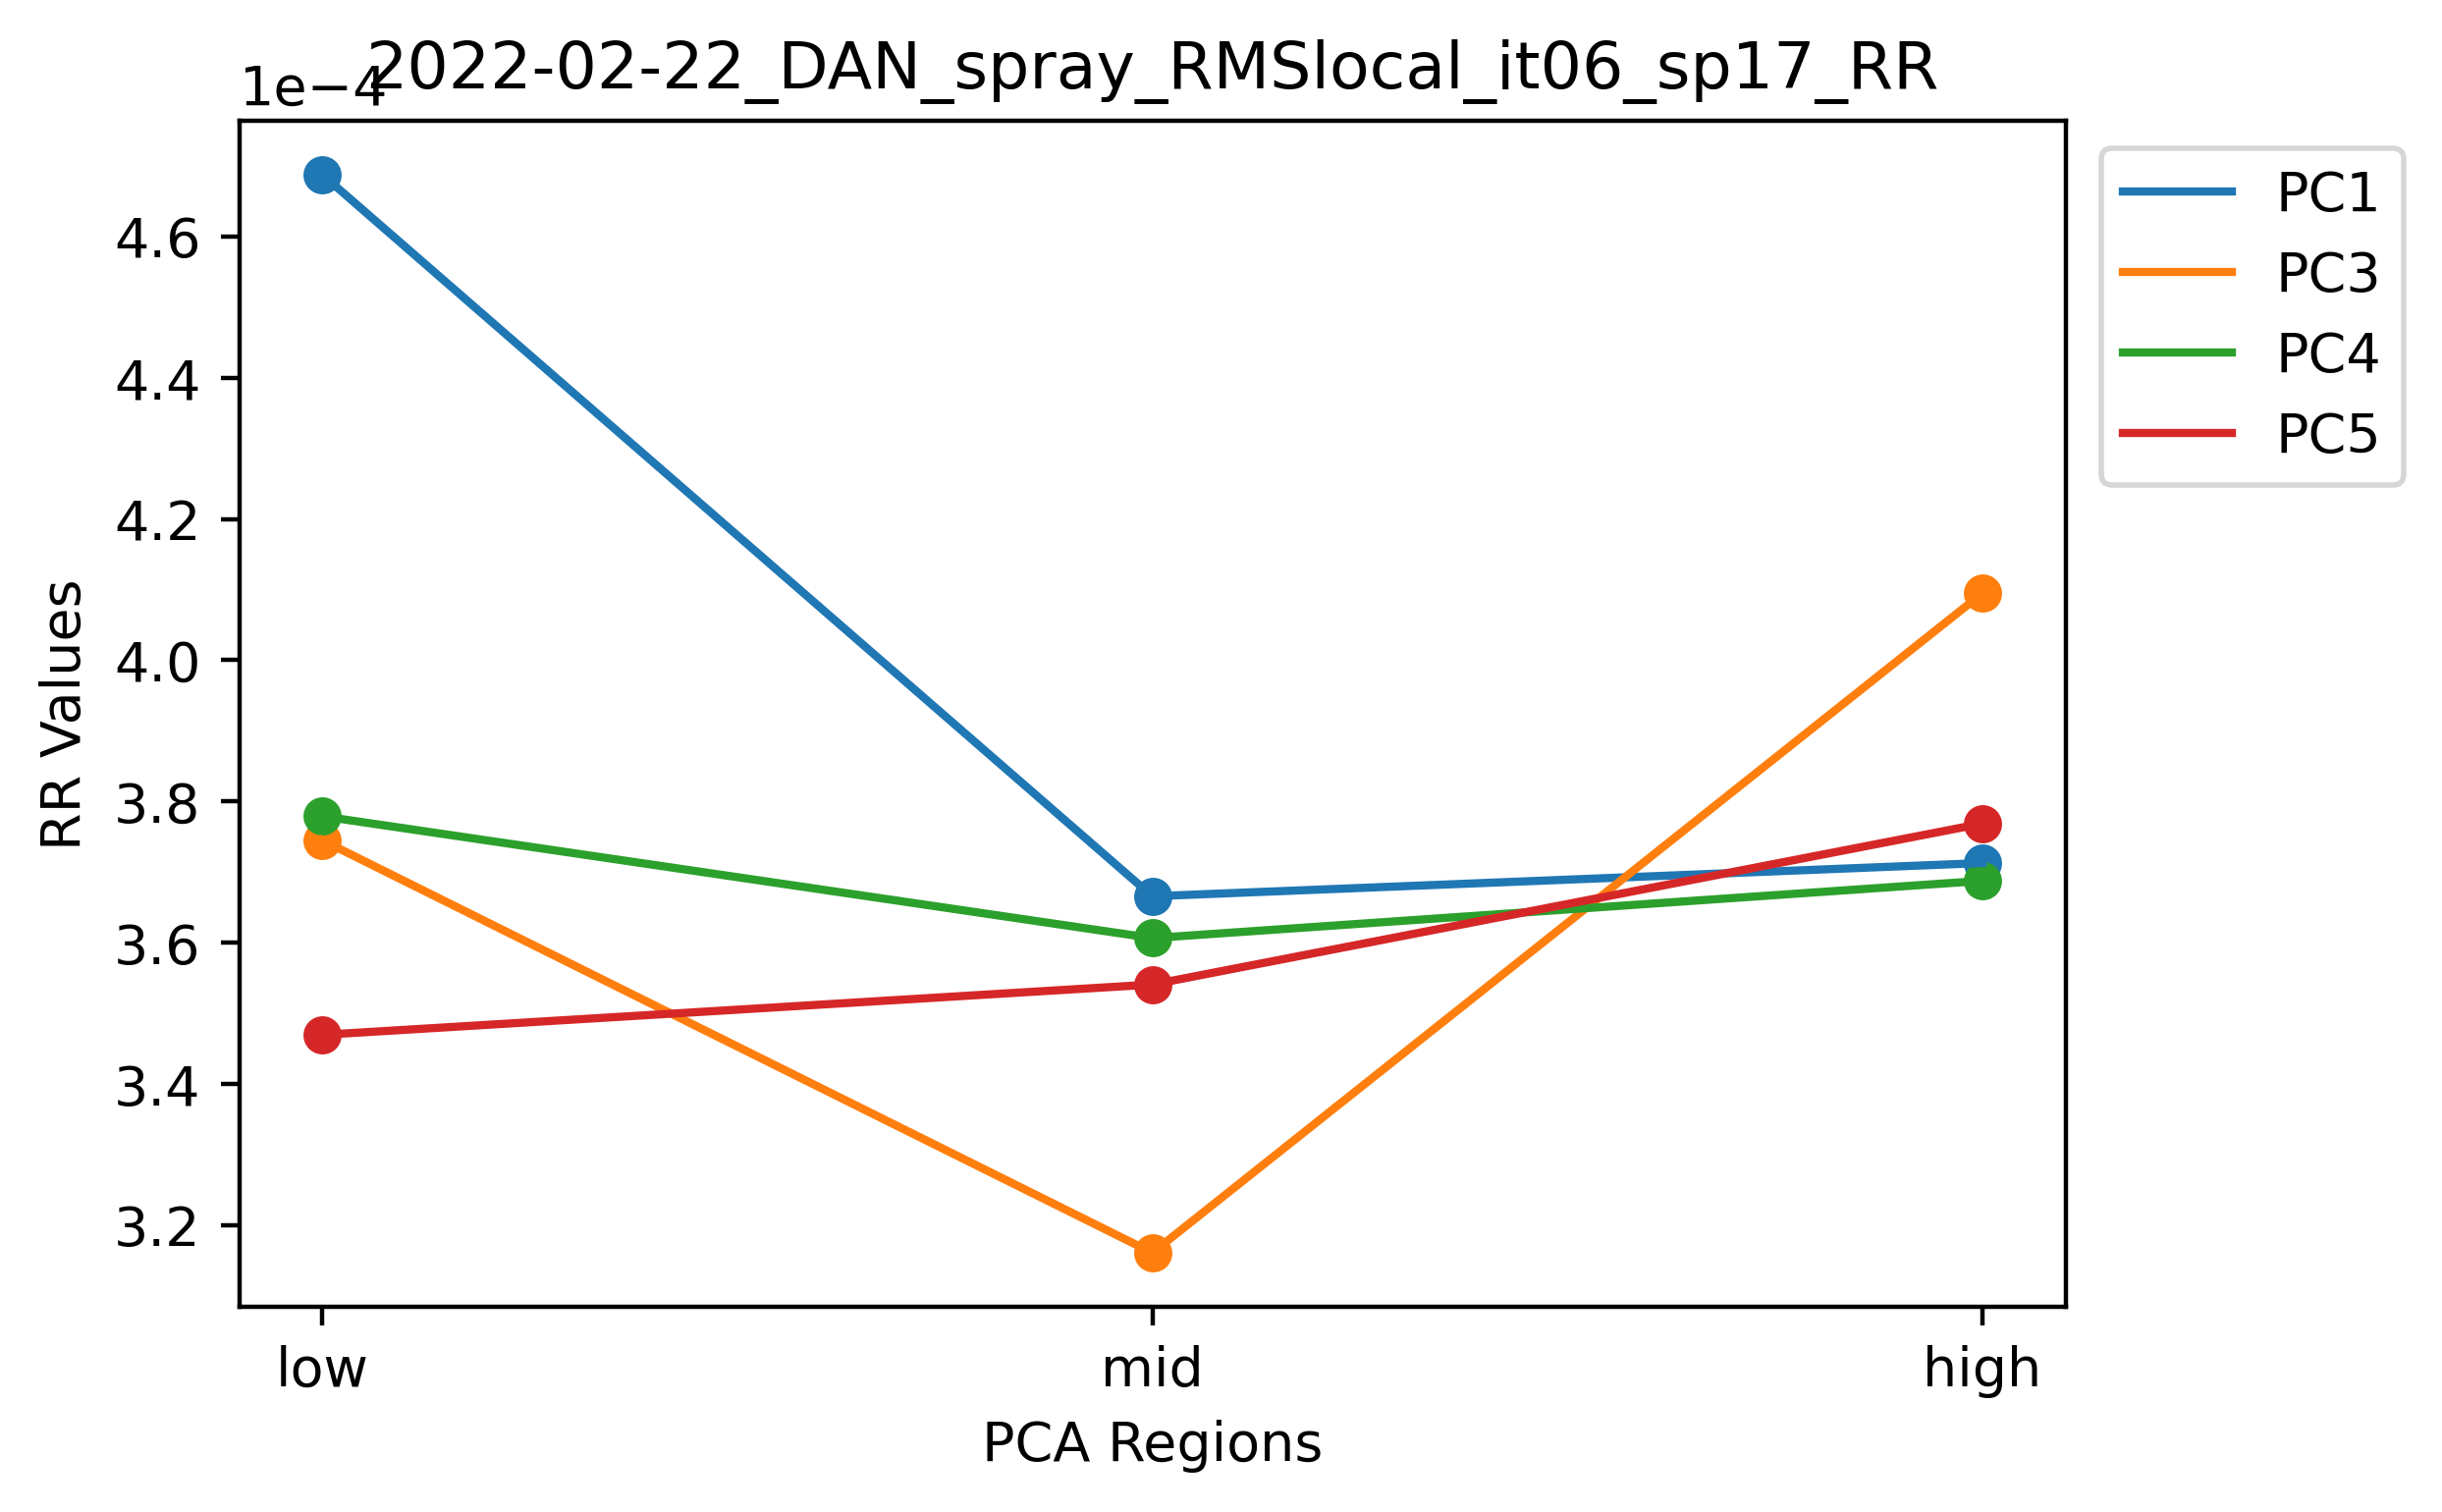 2022-02-22_DAN_spray_RMSlocal_it06_sp17_RR
1e−4
4.6
4.4
4.2
4.0
3.8
3.6
3.4
3.2
RR Values
low
mid
high
PCA Regions
PC1
PC3
PC4
PC5